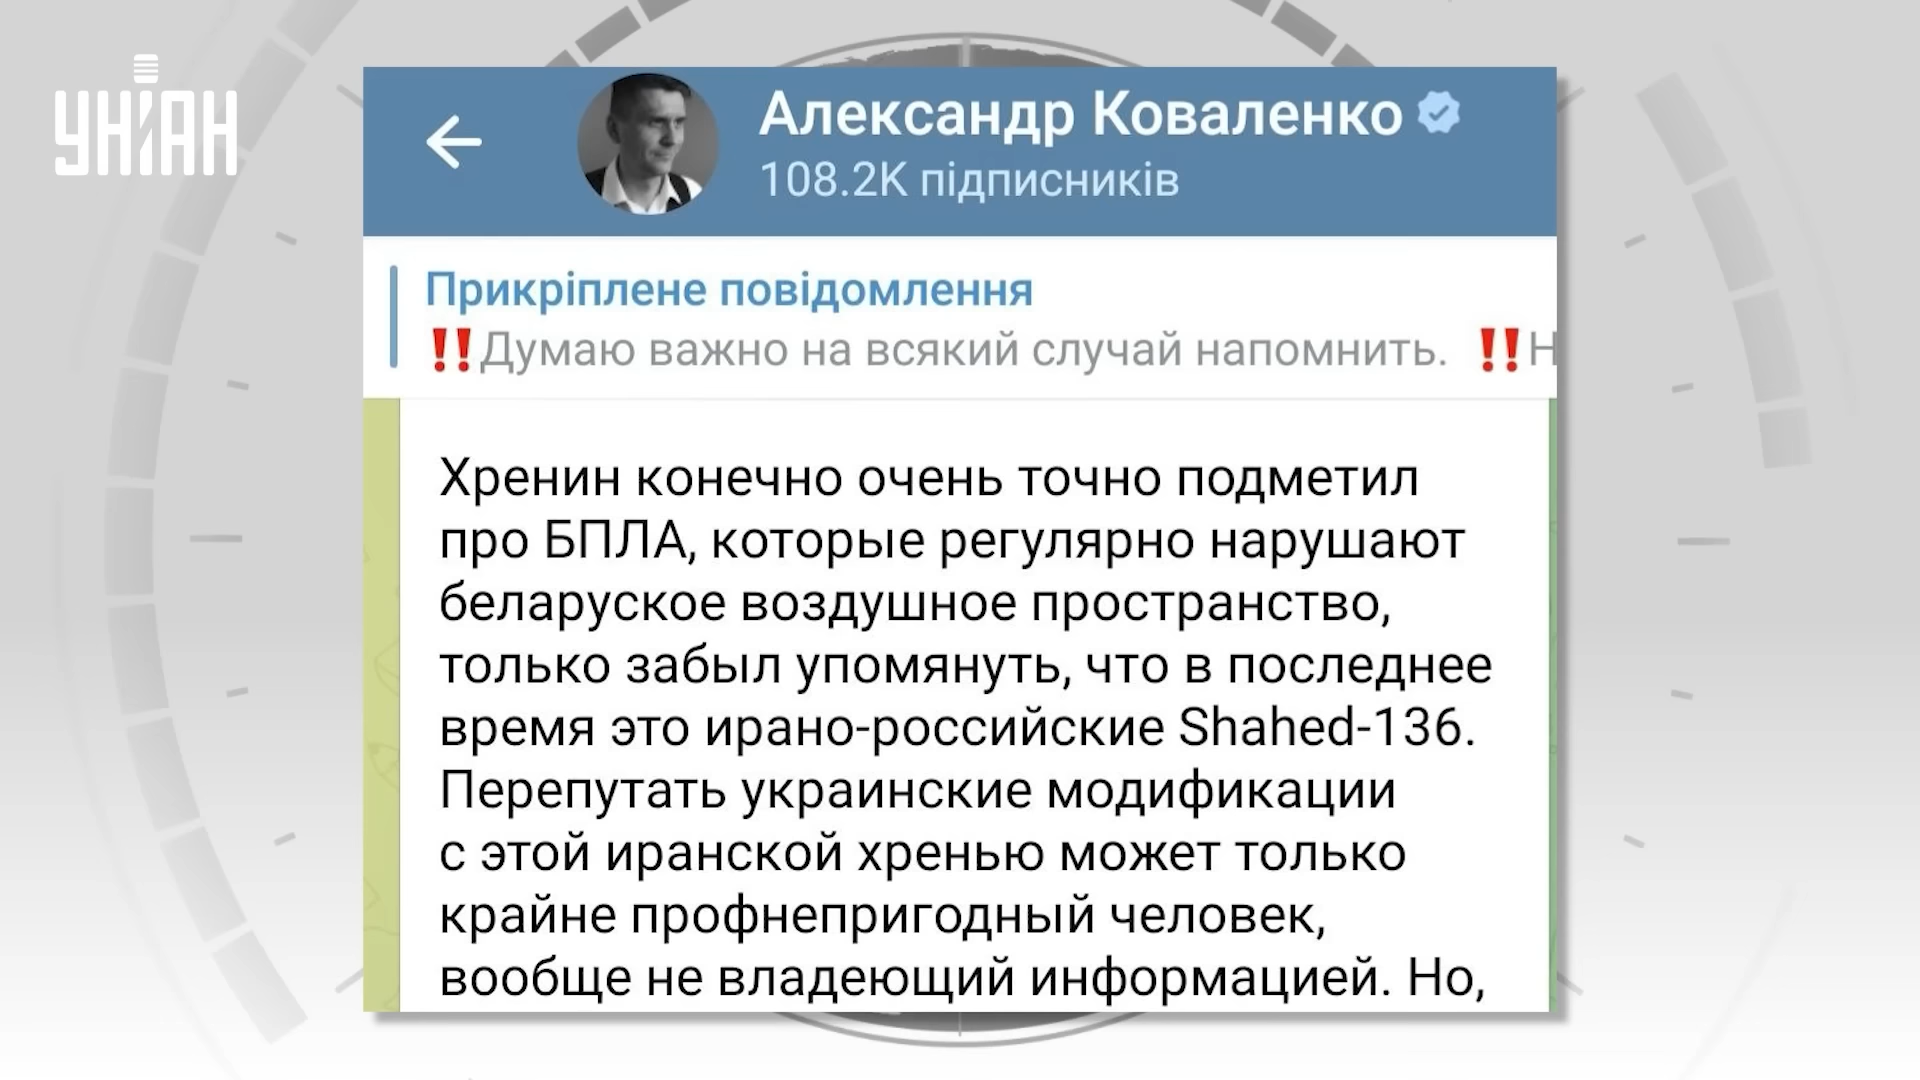 УНІАН
Александр Коваленко
108.2K підписників
Прикріплене повідомлення
‼️Думаю важно на всякий случай напомнить. ‼️Н
Хренин конечно очень точно подметил
про БПЛА, которые регулярно нарушают
беларуское воздушное пространство,
только забыл упомянуть, что в последнее
время это ирано-российские Shahed-136.
Перепутать украинские модификации
с этой иранской хренью может только
крайне профнепригодный человек,
вообще не владеющий информацией. Но,